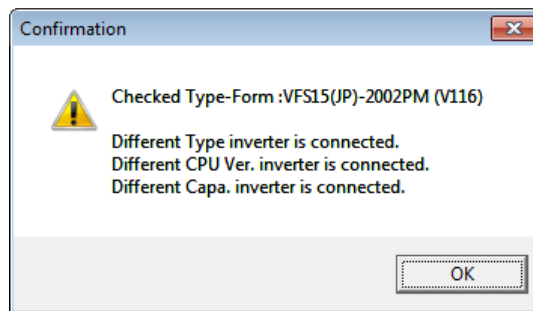 Confirmation
Checked Type-Form :VFS15(JP)-2002PM (V116)
Different Type inverter is connected.
Different CPU Ver. inverter is connected.
Different Capa. inverter is connected.
OK